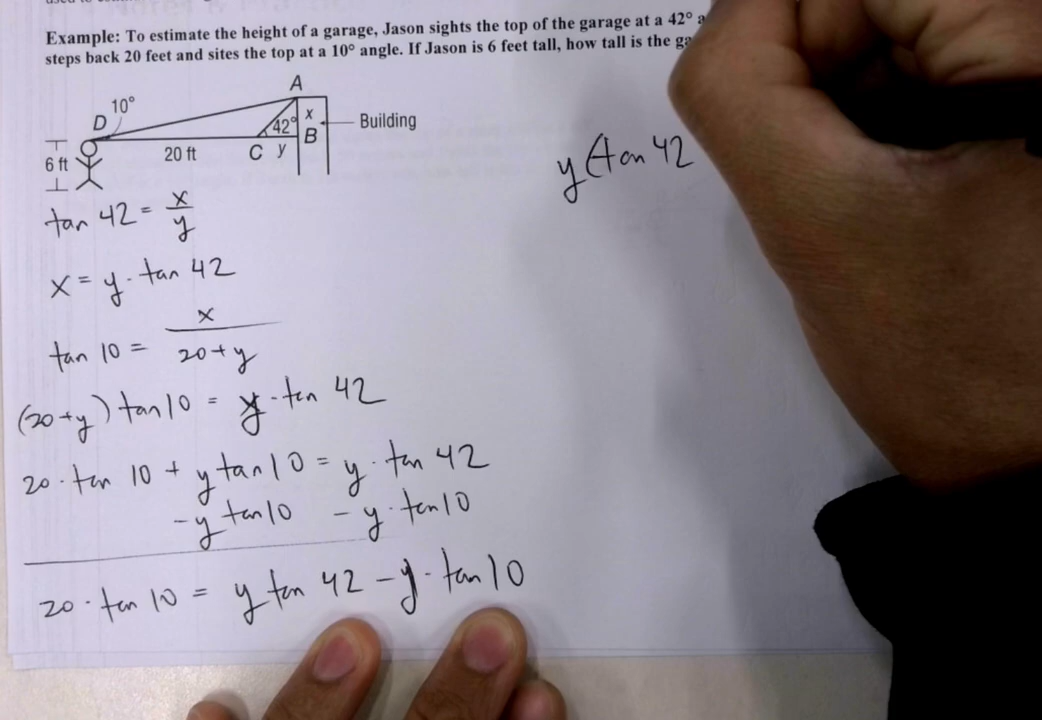 Example: To estimate the height of a garage, Jason sights the top of the garage at a 42°
steps back 20 feet and sites the top at a 10° angle. If Jason is 6 feet tall, how tall is the
A
10°
D
42°
x
B
Building
6 ft
20 ft
C
y
tan 42 = x/y
x = y · tan 42
tan 10 = x/(20+y)
(20+y) tan 10 = y · tan 42
20 · tan 10 + y tan 10 = y · tan 42
- y tan 10 - y · tan 10
20 · tan 10 = y tan 42 - y · tan 10
y(tan 42